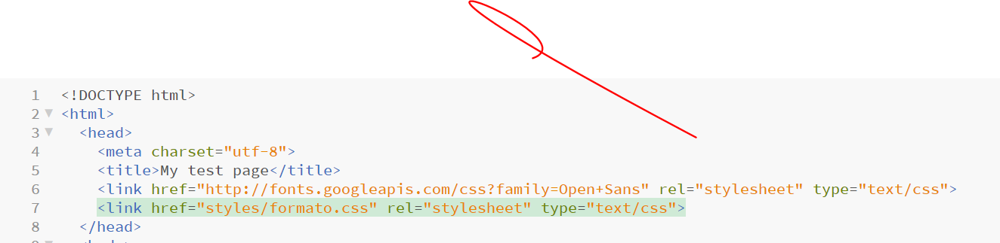 1 <!DOCTYPE html>
2 <html>
3 <head>
4 <meta charset="utf-8">
5 <title>My test page</title>
6 <link href="http://fonts.googleapis.com/css?family=Open+Sans" rel="stylesheet" type="text/css">
7 <link href="styles/formato.css" rel="stylesheet" type="text/css">
8 </head>